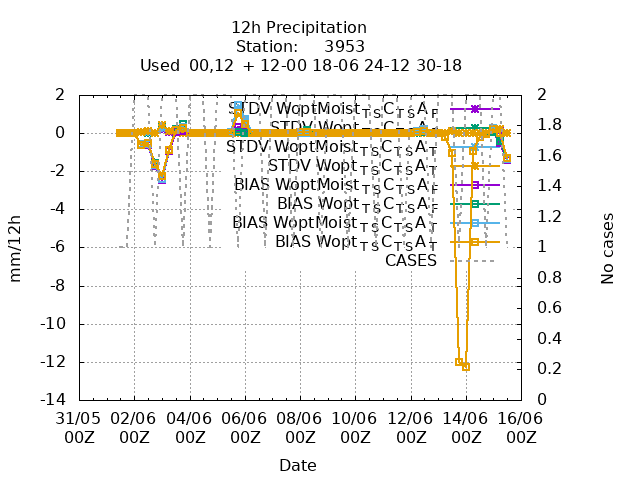 12h Precipitation
Station: 3953
Used 00,12 + 12-00 18-06 24-12 30-18
mm/12h
No cases
2
0
-2
-4
-6
-8
-10
-12
-14
2
1.8
1.6
1.4
1.2
1
0.8
0.6
0.4
0.2
0
STDV WoptMoist T S C T S A F
STDV Wopt T S C T S A F
STDV WoptMoist T S C T S A T
STDV Wopt T S C T S A T
BIAS WoptMoist T S C T S A F
BIAS Wopt T S C T S A F
BIAS WoptMoist T S C T S A T
BIAS Wopt T S C T S A T
CASES
31/05 02/06 04/06 06/06 08/06 10/06 12/06 14/06 16/06
00Z 00Z 00Z 00Z 00Z 00Z 00Z 00Z 00Z
Date